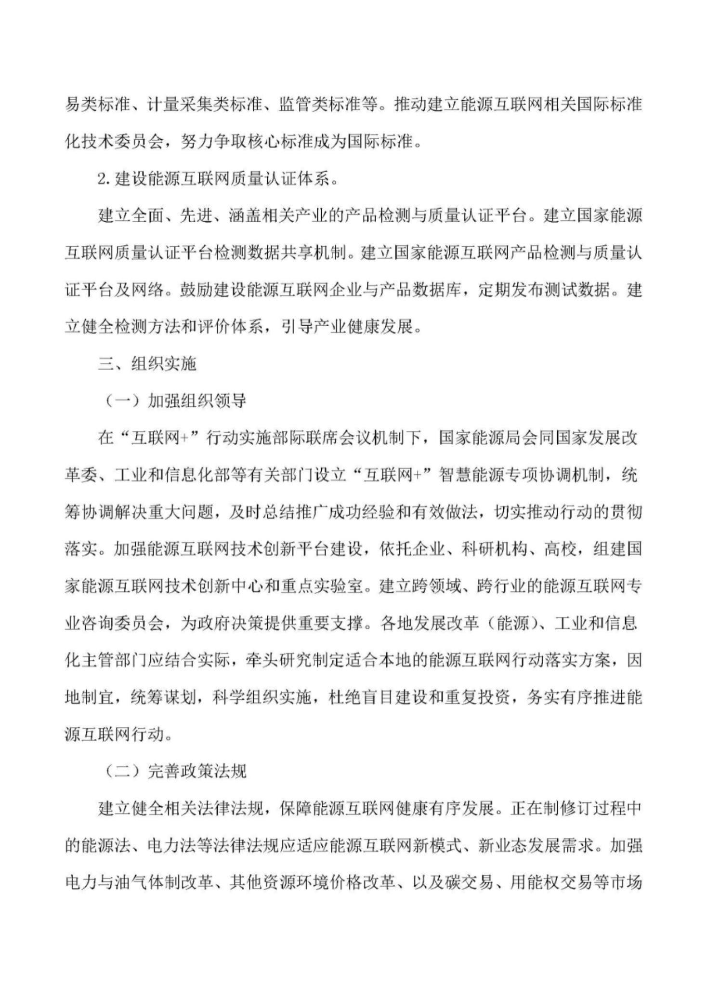 易类标准、计量采集类标准、监管类标准等。推动建立能源互联网相关国际标准
化技术委员会，努力争取核心标准成为国际标准。
2.建设能源互联网质量认证体系。
建立全面、先进、涵盖相关产业的产品检测与质量认证平台。建立国家能源
互联网质量认证平台检测数据共享机制。建立国家能源互联网产品检测与质量认
证平台及网络。鼓励建设能源互联网企业与产品数据库，定期发布测试数据。建
立健全检测方法和评价体系，引导产业健康发展。
三、组织实施
（一）加强组织领导
在“互联网+”行动实施部际联席会议机制下，国家能源局会同国家发展改
革委、工业和信息化部等有关部门设立“互联网+”智慧能源专项协调机制，统
筹协调解决重大问题，及时总结推广成功经验和有效做法，切实推动行动的贯彻
落实。加强能源互联网技术创新平台建设，依托企业、科研机构、高校，组建国
家能源互联网技术创新中心和重点实验室。建立跨领域、跨行业的能源互联网专
业咨询委员会，为政府决策提供重要支撑。各地发展改革（能源）、工业和信息
化主管部门应结合实际，牵头研究制定适合本地的能源互联网行动落实方案，因
地制宜，统筹谋划，科学组织实施，杜绝盲目建设和重复投资，务实有序推进能
源互联网行动。
（二）完善政策法规
建立健全相关法律法规，保障能源互联网健康有序发展。正在制修订过程中
的能源法、电力法等法律法规应适应能源互联网新模式、新业态发展需求。加强
电力与油气体制改革、其他资源环境价格改革、以及碳交易、用能权交易等市场